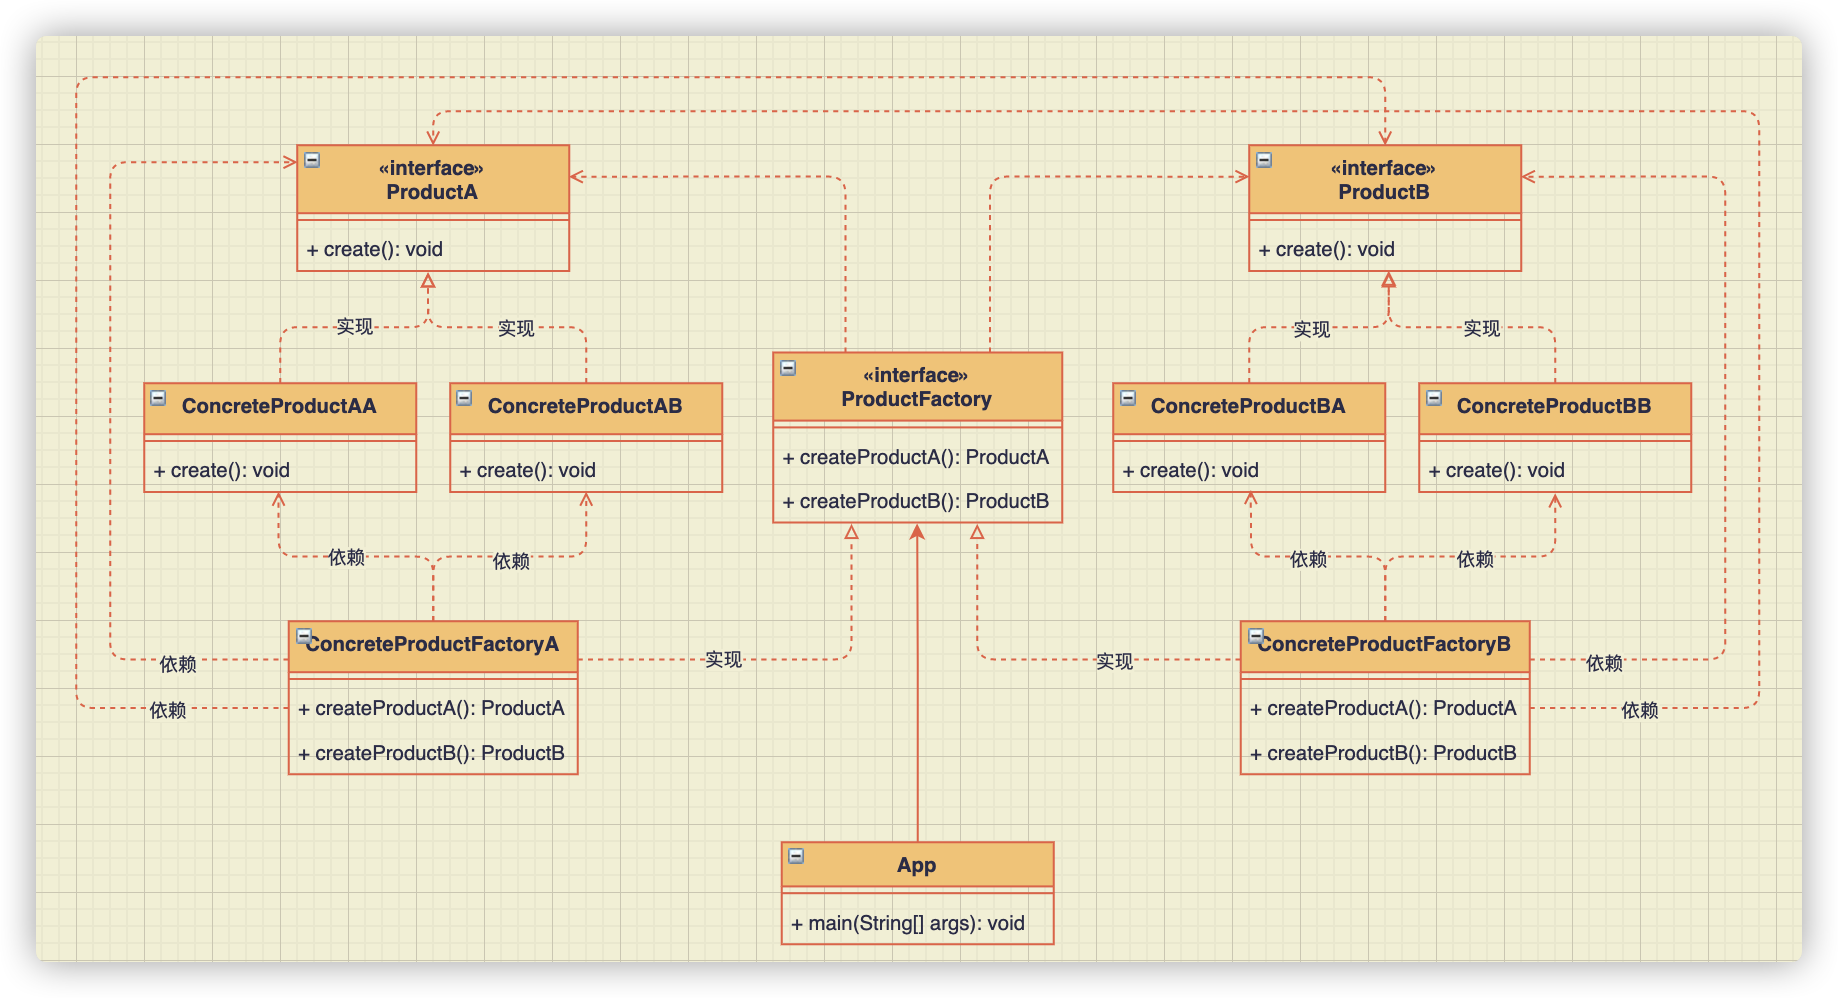 «interface»
ProductA
+ create(): void
«interface»
ProductB
+ create(): void
实现
实现
实现
实现
ConcreteProductAA
+ create(): void
ConcreteProductAB
+ create(): void
«interface»
ProductFactory
+ createProductA(): ProductA
+ createProductB(): ProductB
ConcreteProductBA
+ create(): void
ConcreteProductBB
+ create(): void
依赖
依赖
依赖
依赖
依赖
依赖
ConcreteProductFactoryA
+ createProductA(): ProductA
+ createProductB(): ProductB
实现
实现
ConcreteProductFactoryB
+ createProductA(): ProductA
+ createProductB(): ProductB
依赖
依赖
App
+ main(String[] args): void